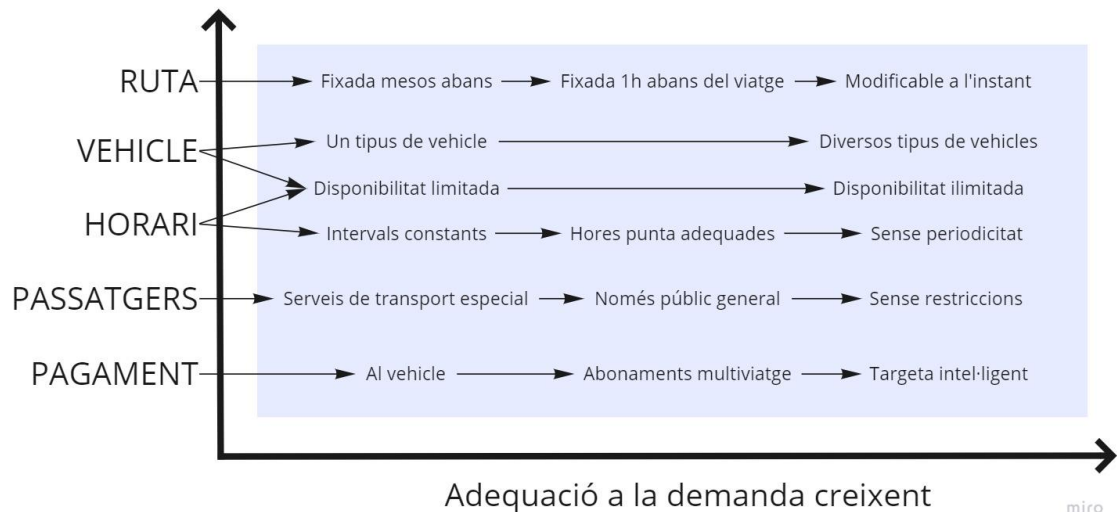 RUTA Fixada mesos abans Fixada 1h abans del viatge Modificable a l'instant
VEHICLE Un tipus de vehicle Diversos tipus de vehicles
Disponibilitat limitada Disponibilitat ilimitada
HORARI Intervals constants Hores punta adequades Sense periodicitat
PASSATGERS Serveis de transport especial Només públic general Sense restriccions
PAGAMENT Al vehicle Abonaments multiviatge Targeta intel·ligent
Adequació a la demanda creixent
miro